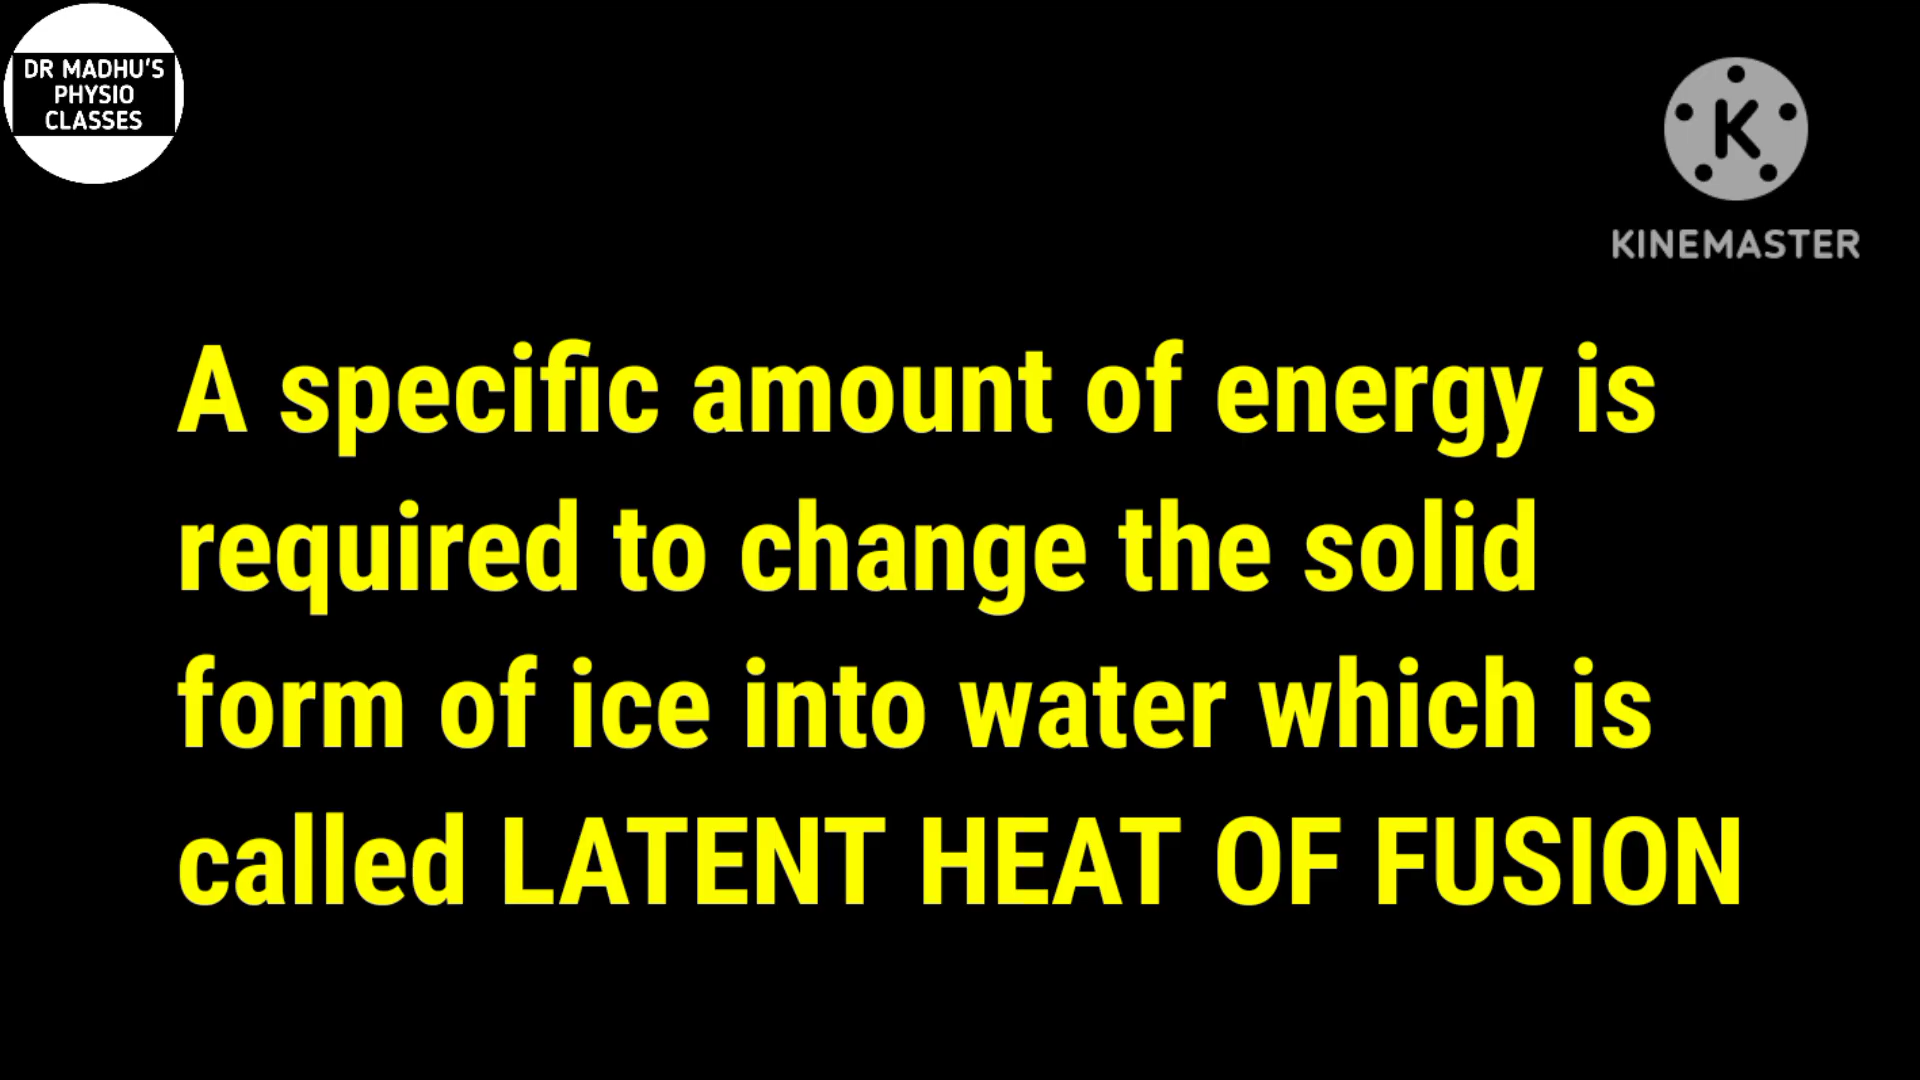 DR MADHU'S
PHYSIO
CLASSES
KINEMASTER
A specific amount of energy is
required to change the solid
form of ice into water which is
called LATENT HEAT OF FUSION